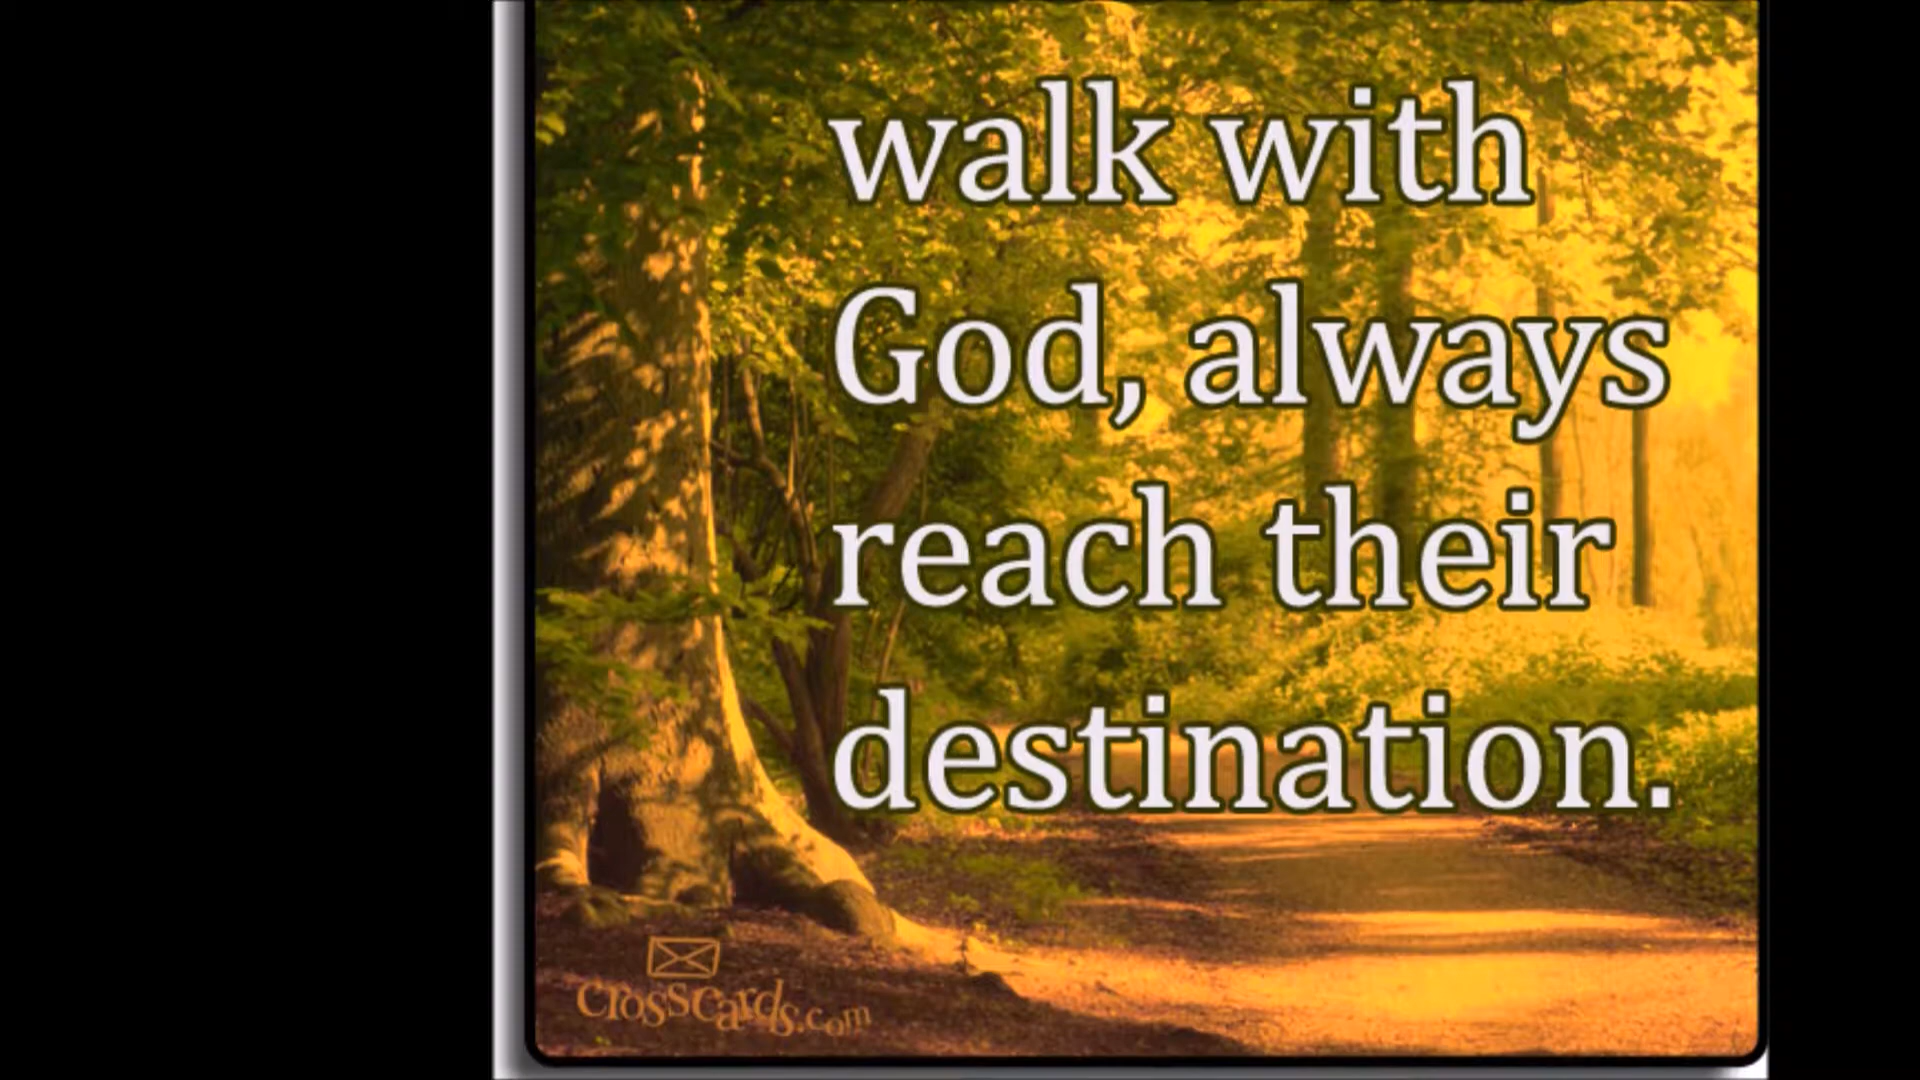 walk with
God, always
reach their
destination.
crosscards.com